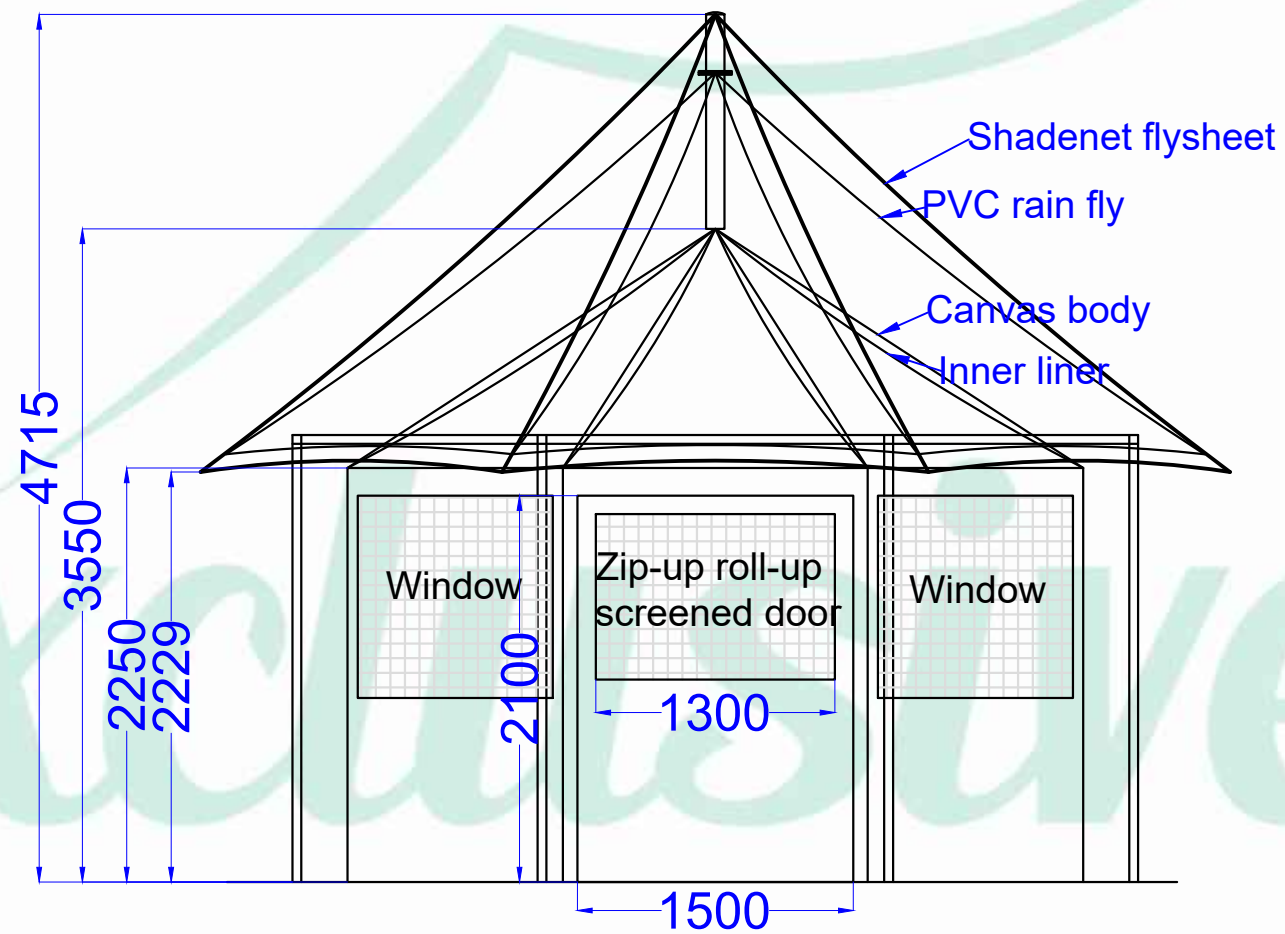 Shadenet flysheet
PVC rain fly
Canvas body
Inner liner
4715
3550
2250
2229
2100
Window
Zip-up roll-up
screened door
Window
1300
1500
xclusive